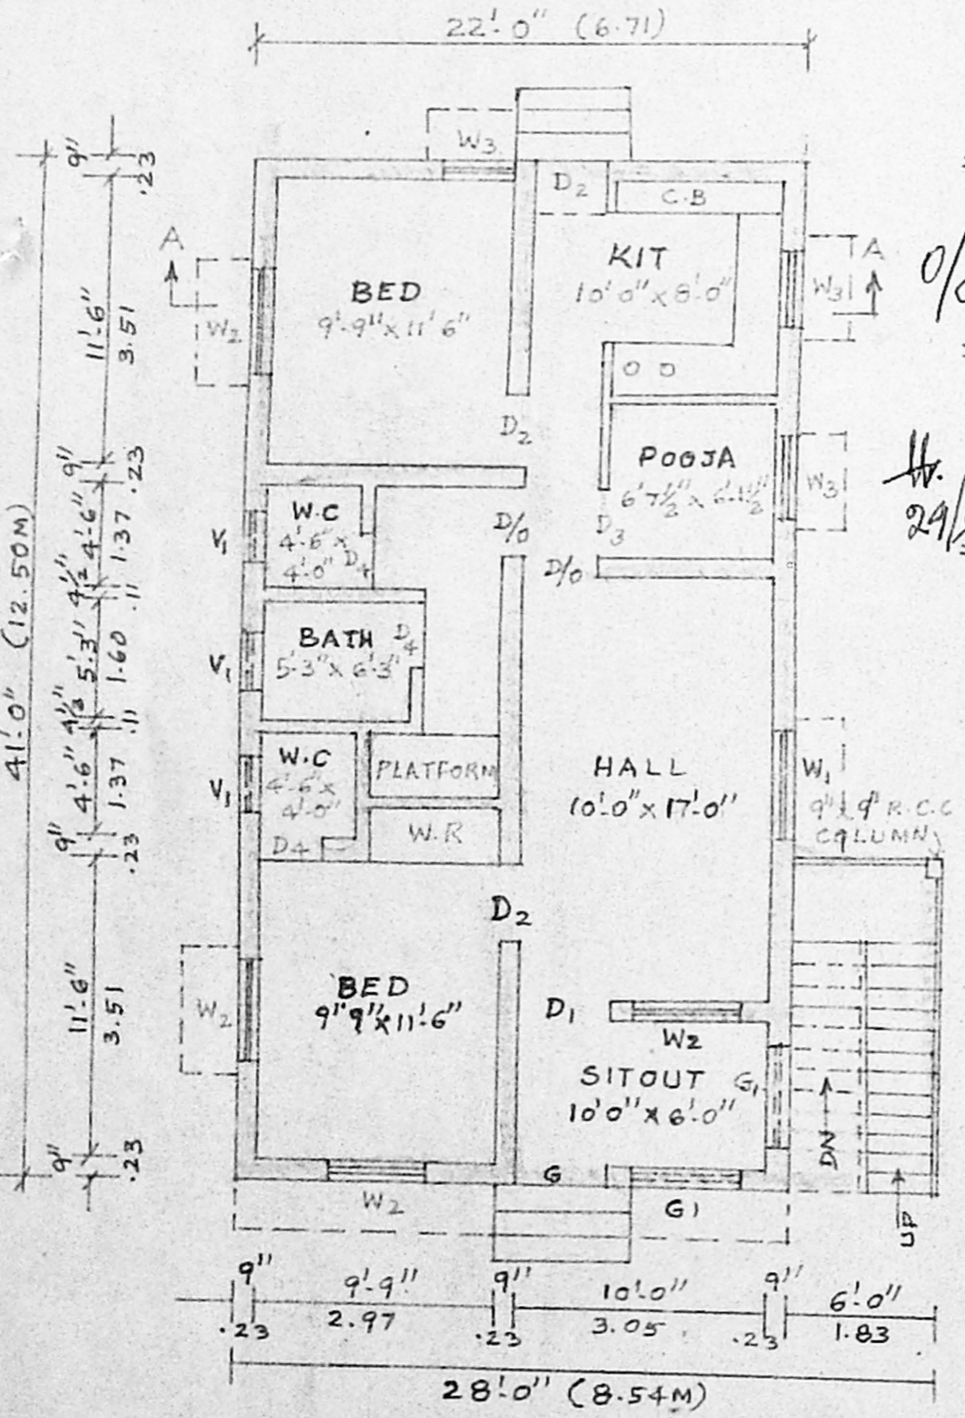 22'-0" (6.71)
W3
D2
C.B
A
W2
BED
9'-9" x 11'6"
KIT
10'0" x 8'-0"
W3
A
D2
POOJA
6'7½" x 6'-1½"
W3
W.C
4'-6" x
4'-0"
D4
V1
D/O
D3
D/O
BATH
5'-3" x 6'-3"
D4
V1
W.C
4'-6" x
4'-0"
D4
V1
PLATFORM
W.R
HALL
10'-0" x 17'-0"
W1
9" x 9" R.C.C
COLUMN
D2
BED
9'9" x 11'-6"
W2
D1
W2
SITOUT
10'0" x 6'-0"
G1
G
G1
W2
DN
UP
41'-0" (12.50M)
9"
.23
11'-6"
3.51
9"
.23
4'-6"
1.37
4½"
.11
5'-3"
1.60
4½"
.11
4'-6"
1.37
9"
.23
11'-6"
3.51
9"
.23
9" 9'-9" 9" 10'-0" 9" 6'-0"
.23 2.97 .23 3.05 .23 1.83
28'-0" (8.54M)